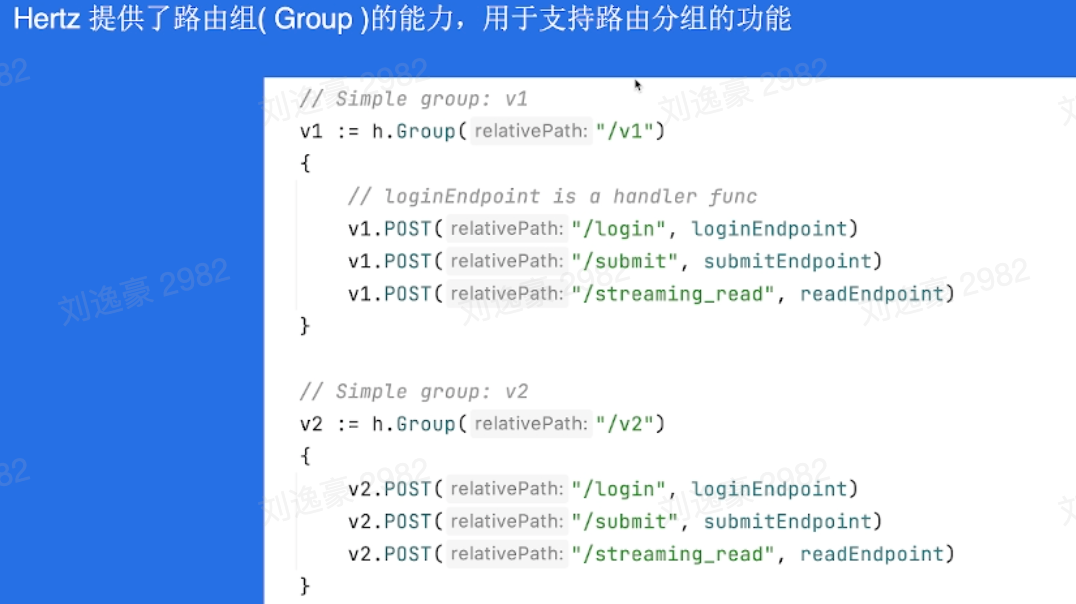 Hertz 提供了路由组( Group )的能力，用于支持路由分组的功能
// Simple group: v1
v1 := h.Group( relativePath: "/v1")
{
// loginEndpoint is a handler func
v1.POST( relativePath: "/login", loginEndpoint)
v1.POST( relativePath: "/submit", submitEndpoint)
v1.POST( relativePath: "/streaming_read", readEndpoint)
}
// Simple group: v2
v2 := h.Group( relativePath: "/v2")
{
v2.POST( relativePath: "/login", loginEndpoint)
v2.POST( relativePath: "/submit", submitEndpoint)
v2.POST( relativePath: "/streaming_read", readEndpoint)
}
82
刘逸豪 2982
刘逸豪 2982
刘
刘逸豪 2982
刘逸豪 2982
刘逸豪 2982
82
刘逸豪 2982
刘逸豪 2982
刘